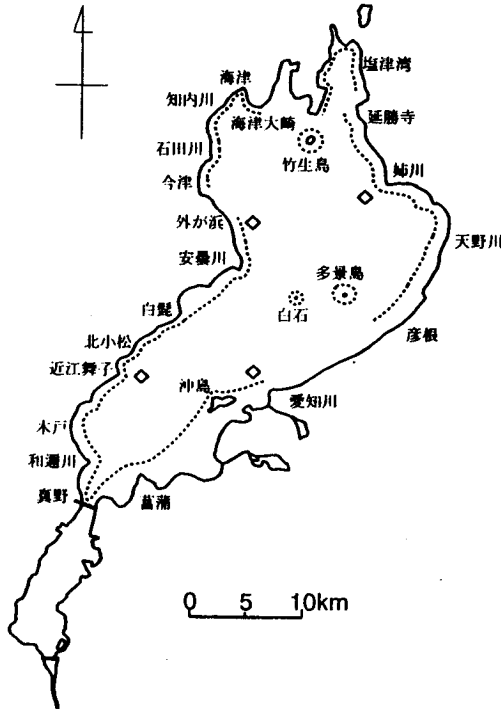 塩津湾
海津
知内川
海津大崎
延勝寺
石田川
竹生島
姉川
今津
外が浜
天野川
安曇川
多景島
白髭
白石
彦根
北小松
近江舞子
沖島
愛知川
木戸
和邇川
真野
菖蒲
0 5 10km